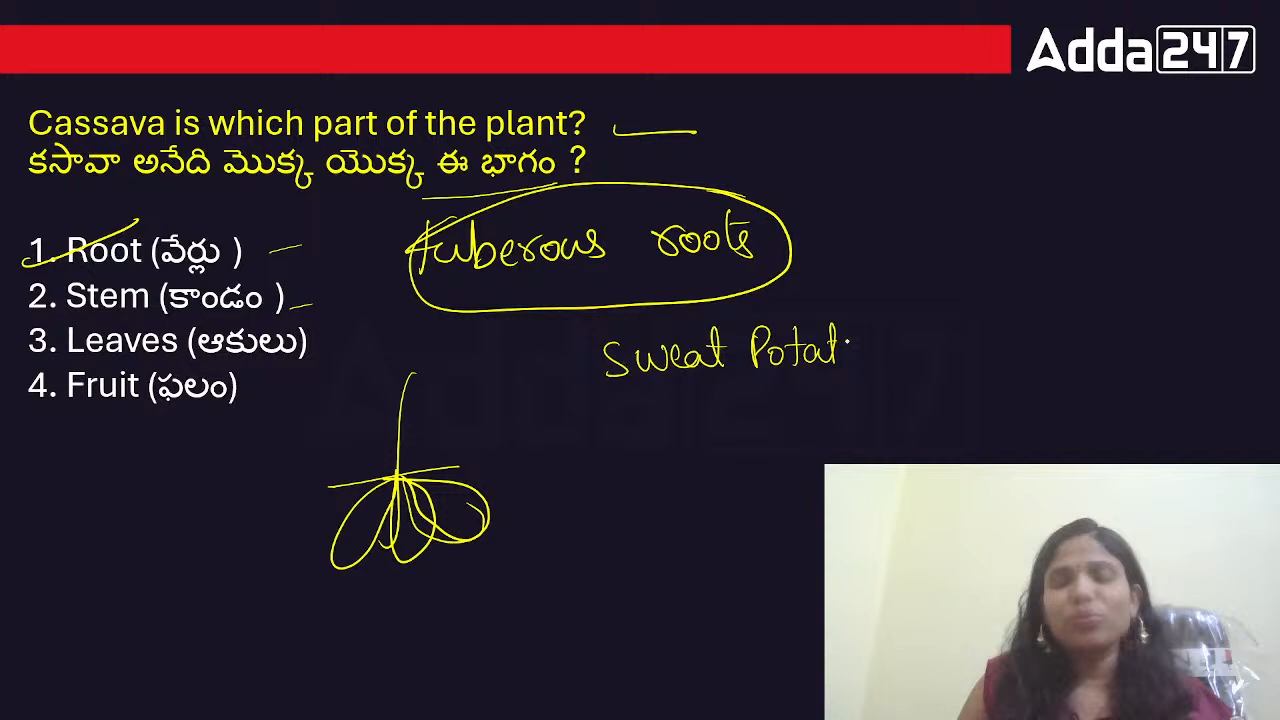 Adda247
Cassava is which part of the plant?
కసావా అనేది మొక్క యొక్క ఈ భాగం ?
1. Root (వేర్లు )
tuberous roots
2. Stem (కాండం )
3. Leaves (ఆకులు)
sweat Potat
4. Fruit (ఫలం)